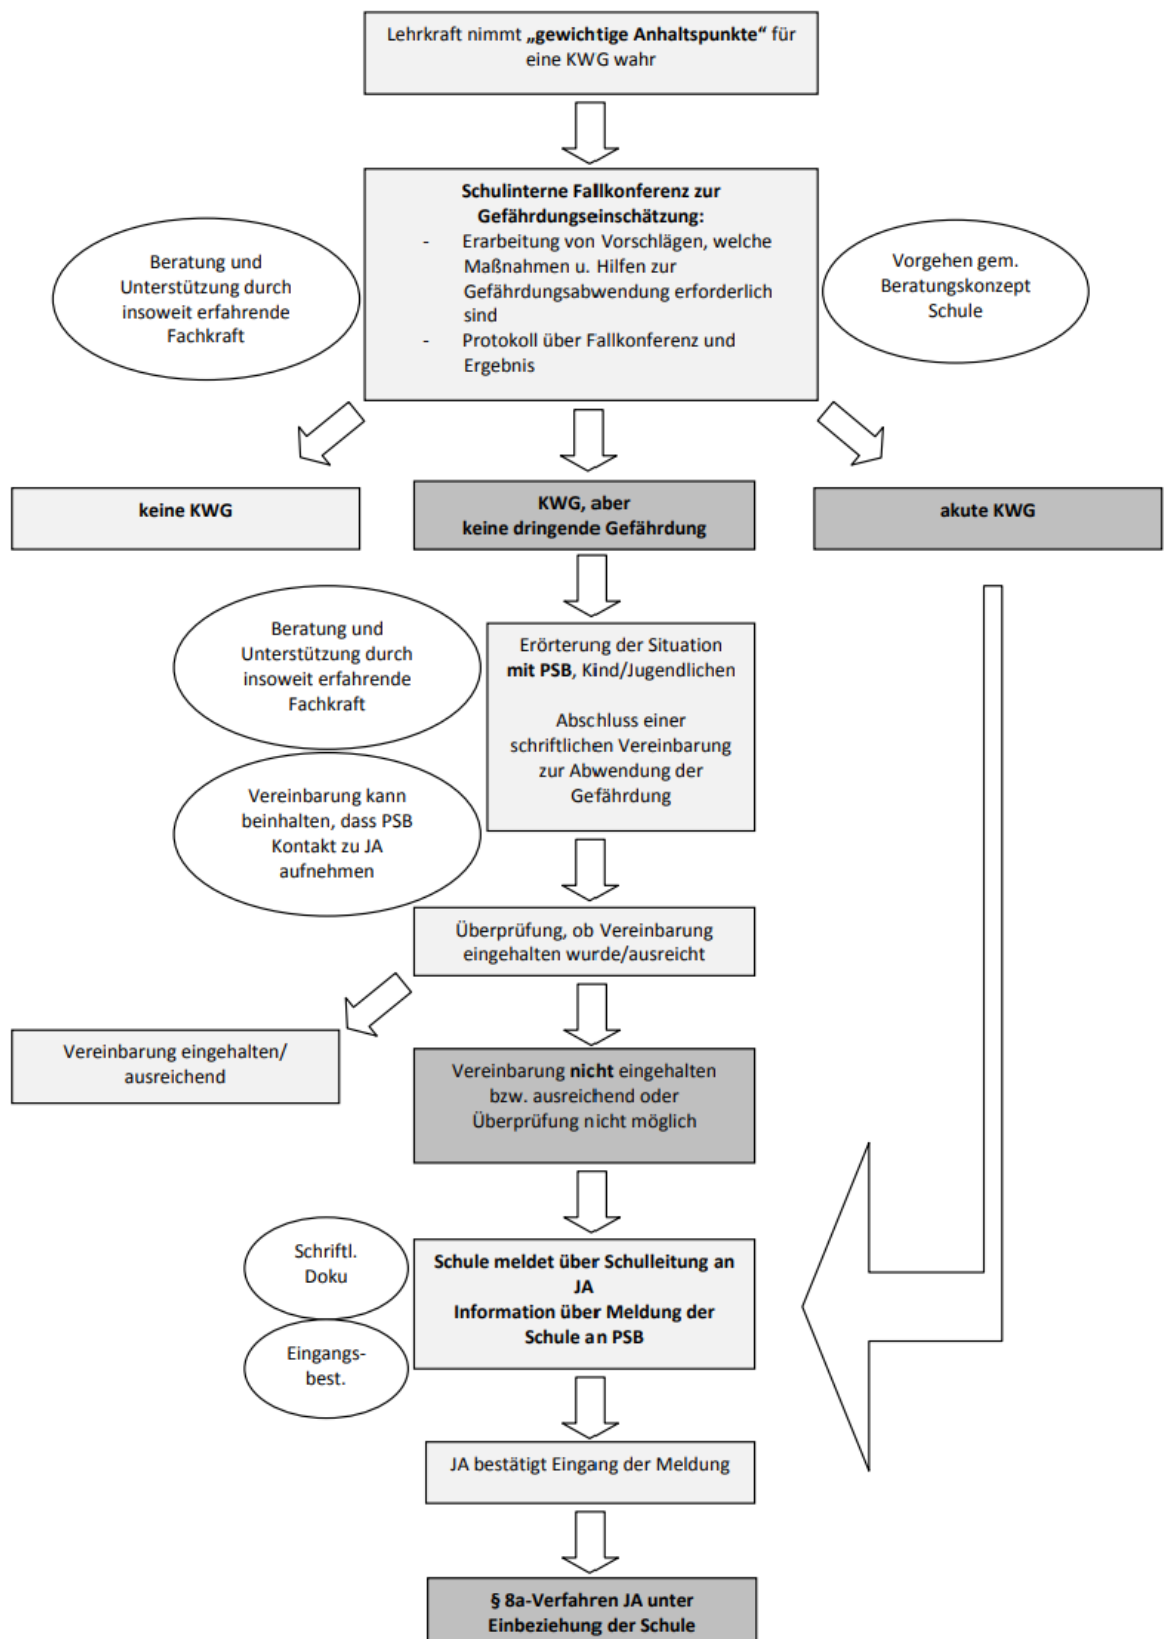 Lehrkraft nimmt „gewichtige Anhaltspunkte“ für
eine KWG wahr
Schulinterne Fallkonferenz zur
Gefährdungseinschätzung:
- Erarbeitung von Vorschlägen, welche
Maßnahmen u. Hilfen zur
Gefährdungsabwendung erforderlich
sind
- Protokoll über Fallkonferenz und
Ergebnis
Beratung und
Unterstützung durch
insoweit erfahrende
Fachkraft
Vorgehen gem.
Beratungskonzept
Schule
keine KWG
KWG, aber
keine dringende Gefährdung
akute KWG
Beratung und
Unterstützung durch
insoweit erfahrende
Fachkraft
Erörterung der Situation
mit PSB, Kind/Jugendlichen
Abschluss einer
schriftlichen Vereinbarung
zur Abwendung der
Gefährdung
Vereinbarung kann
beinhalten, dass PSB
Kontakt zu JA
aufnehmen
Überprüfung, ob Vereinbarung
eingehalten wurde/ausreicht
Vereinbarung eingehalten/
ausreichend
Vereinbarung nicht eingehalten
bzw. ausreichend oder
Überprüfung nicht möglich
Schriftl.
Doku
Schule meldet über Schulleitung an
JA
Information über Meldung der
Schule an PSB
Eingangs-
best.
JA bestätigt Eingang der Meldung
§ 8a-Verfahren JA unter
Einbeziehung der Schule